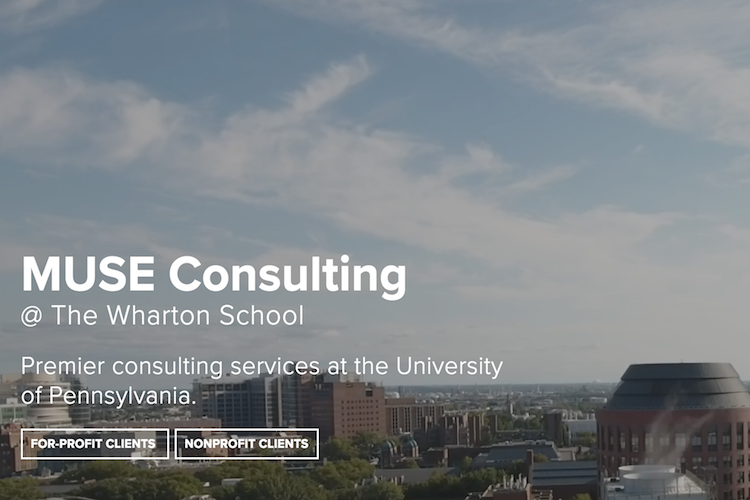 MUSE Consulting
@ The Wharton School
Premier consulting services at the University
of Pennsylvania.
FOR-PROFIT CLIENTS NONPROFIT CLIENTS